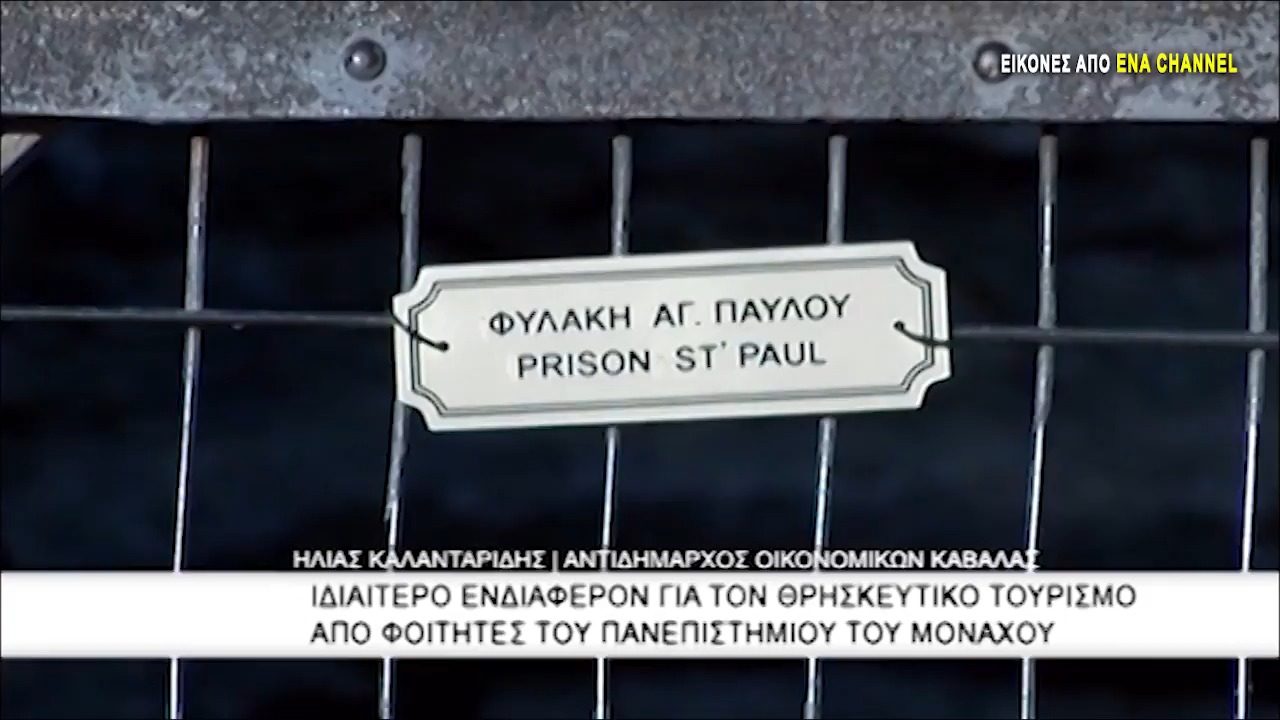 ΕΙΚΟΝΕΣ ΑΠΟ ENA CHANNEL
ΦΥΛΑΚΗ ΑΓ. ΠΑΥΛΟΥ
PRISON ST' PAUL
ΗΛΙΑΣ ΚΑΛΑΝΤΑΡΙΔΗΣ | ΑΝΤΙΔΗΜΑΡΧΟΣ ΟΙΚΟΝΟΜΙΚΩΝ ΚΑΒΑΛΑΣ
ΙΔΙΑΙΤΕΡΟ ΕΝΔΙΑΦΕΡΟΝ ΓΙΑ ΤΟΝ ΘΡΗΣΚΕΥΤΙΚΟ ΤΟΥΡΙΣΜΟ
ΑΠΟ ΦΟΙΤΗΤΕΣ ΤΟΥ ΠΑΝΕΠΙΣΤΗΜΙΟΥ ΤΟΥ ΜΟΝΑΧΟΥ